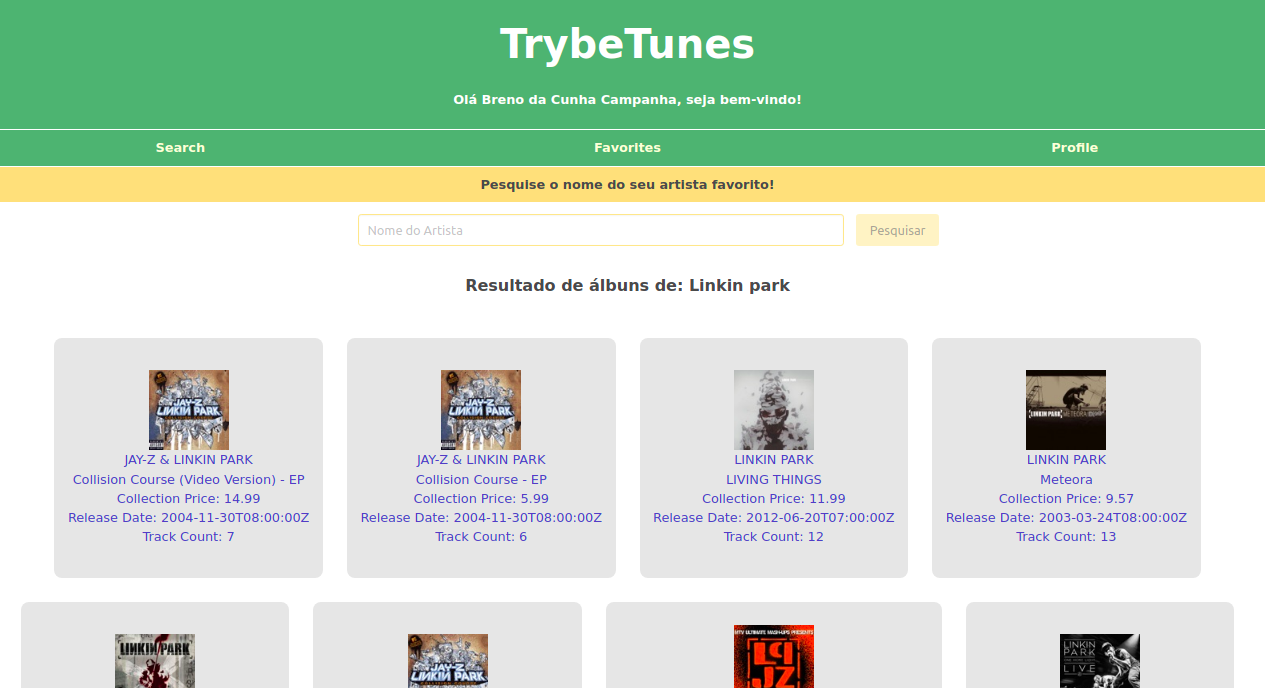 TrybeTunes
Olá Breno da Cunha Campanha, seja bem-vindo!
Search Favorites Profile
Pesquise o nome do seu artista favorito!
Nome do Artista Pesquisar
Resultado de álbuns de: Linkin park
JAY-Z
LINKIN PARK
JAY-Z
LINKIN PARK
LINKIN PARK METEORA
JAY-Z & LINKIN PARK
Collision Course (Video Version) - EP
Collection Price: 14.99
Release Date: 2004-11-30T08:00:00Z
Track Count: 7
JAY-Z & LINKIN PARK
Collision Course - EP
Collection Price: 5.99
Release Date: 2004-11-30T08:00:00Z
Track Count: 6
LINKIN PARK
LIVING THINGS
Collection Price: 11.99
Release Date: 2012-06-20T07:00:00Z
Track Count: 12
LINKIN PARK
Meteora
Collection Price: 9.57
Release Date: 2003-03-24T08:00:00Z
Track Count: 13
LINKIN PARK
JAY-Z
LINKIN PARK
MTV ULTIMATE MASH-UPS PRESENTS
LP
JZ
LINKIN
PARK
LIVE